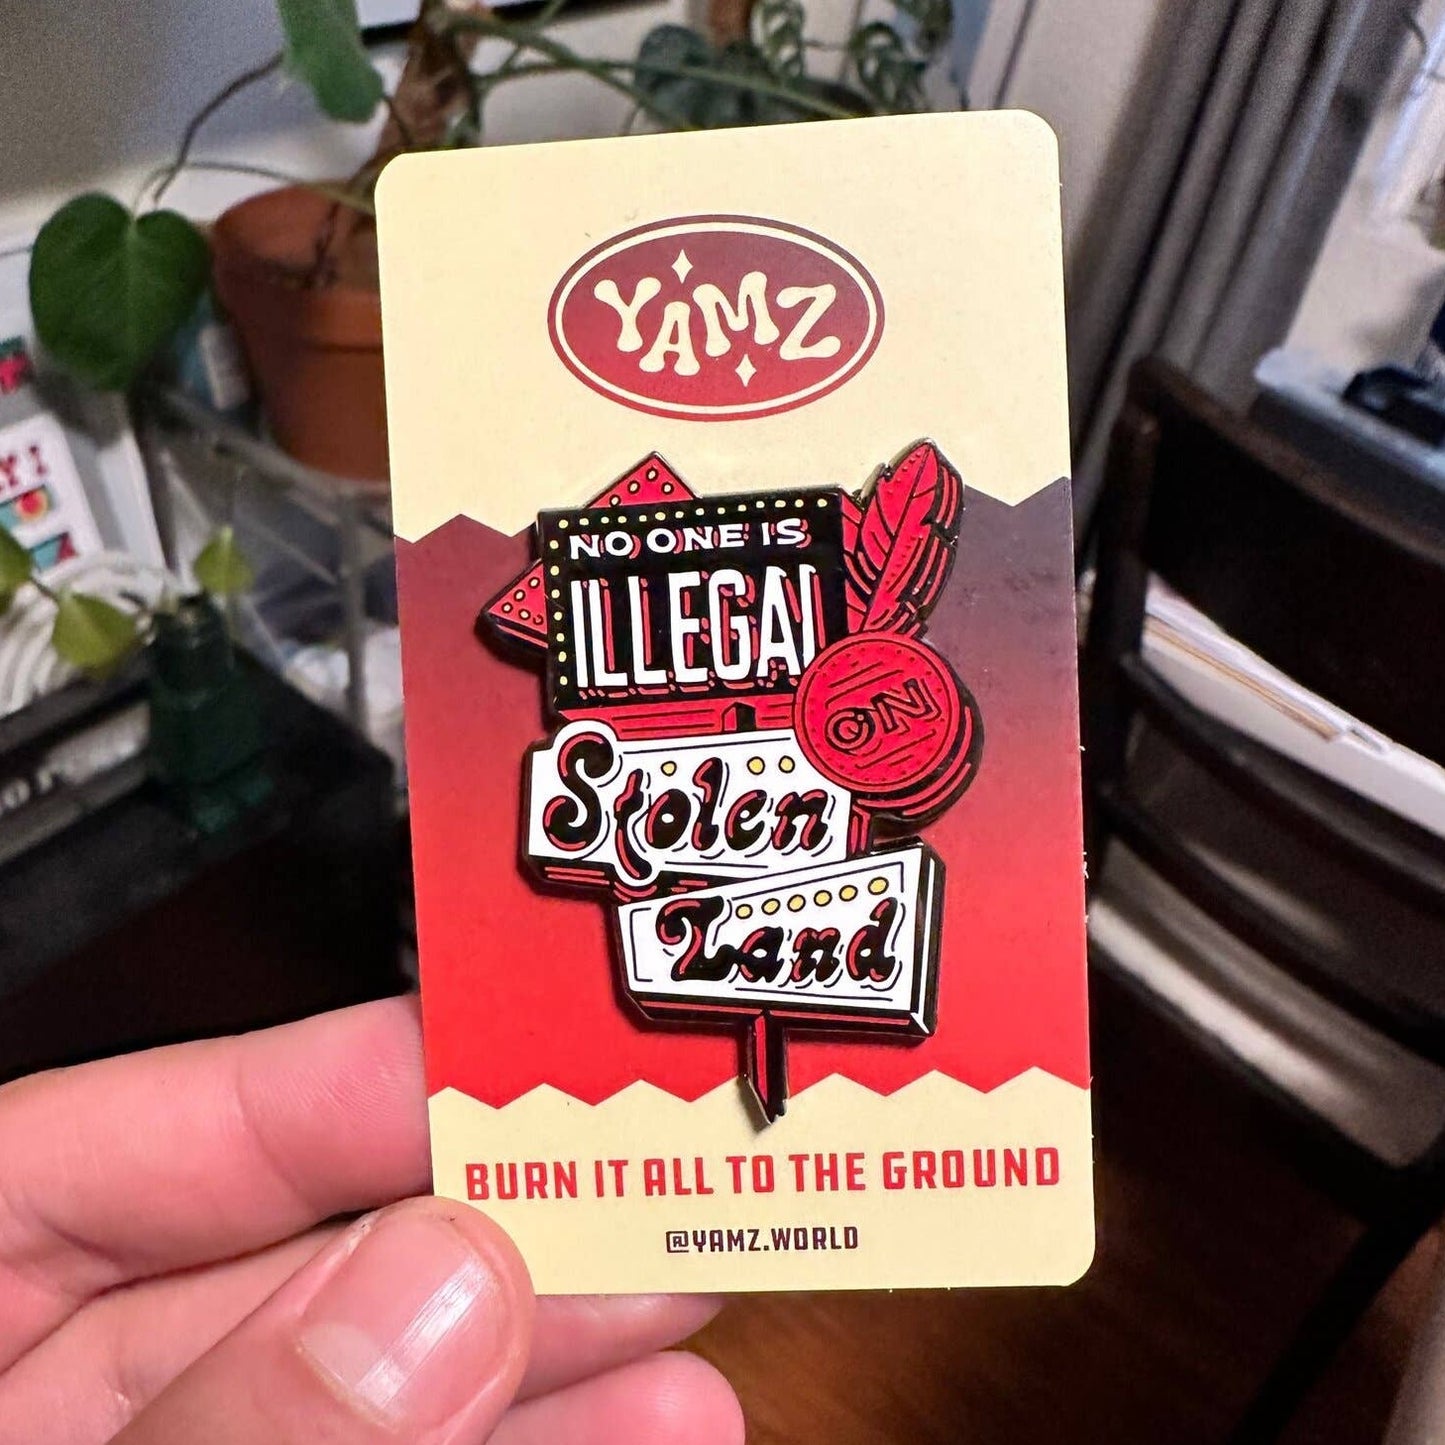 YAMZ
NO ONE IS
ILLEGAL
ON
Stolen
Land
BURN IT ALL TO THE GROUND
@YAMZ.WORLD